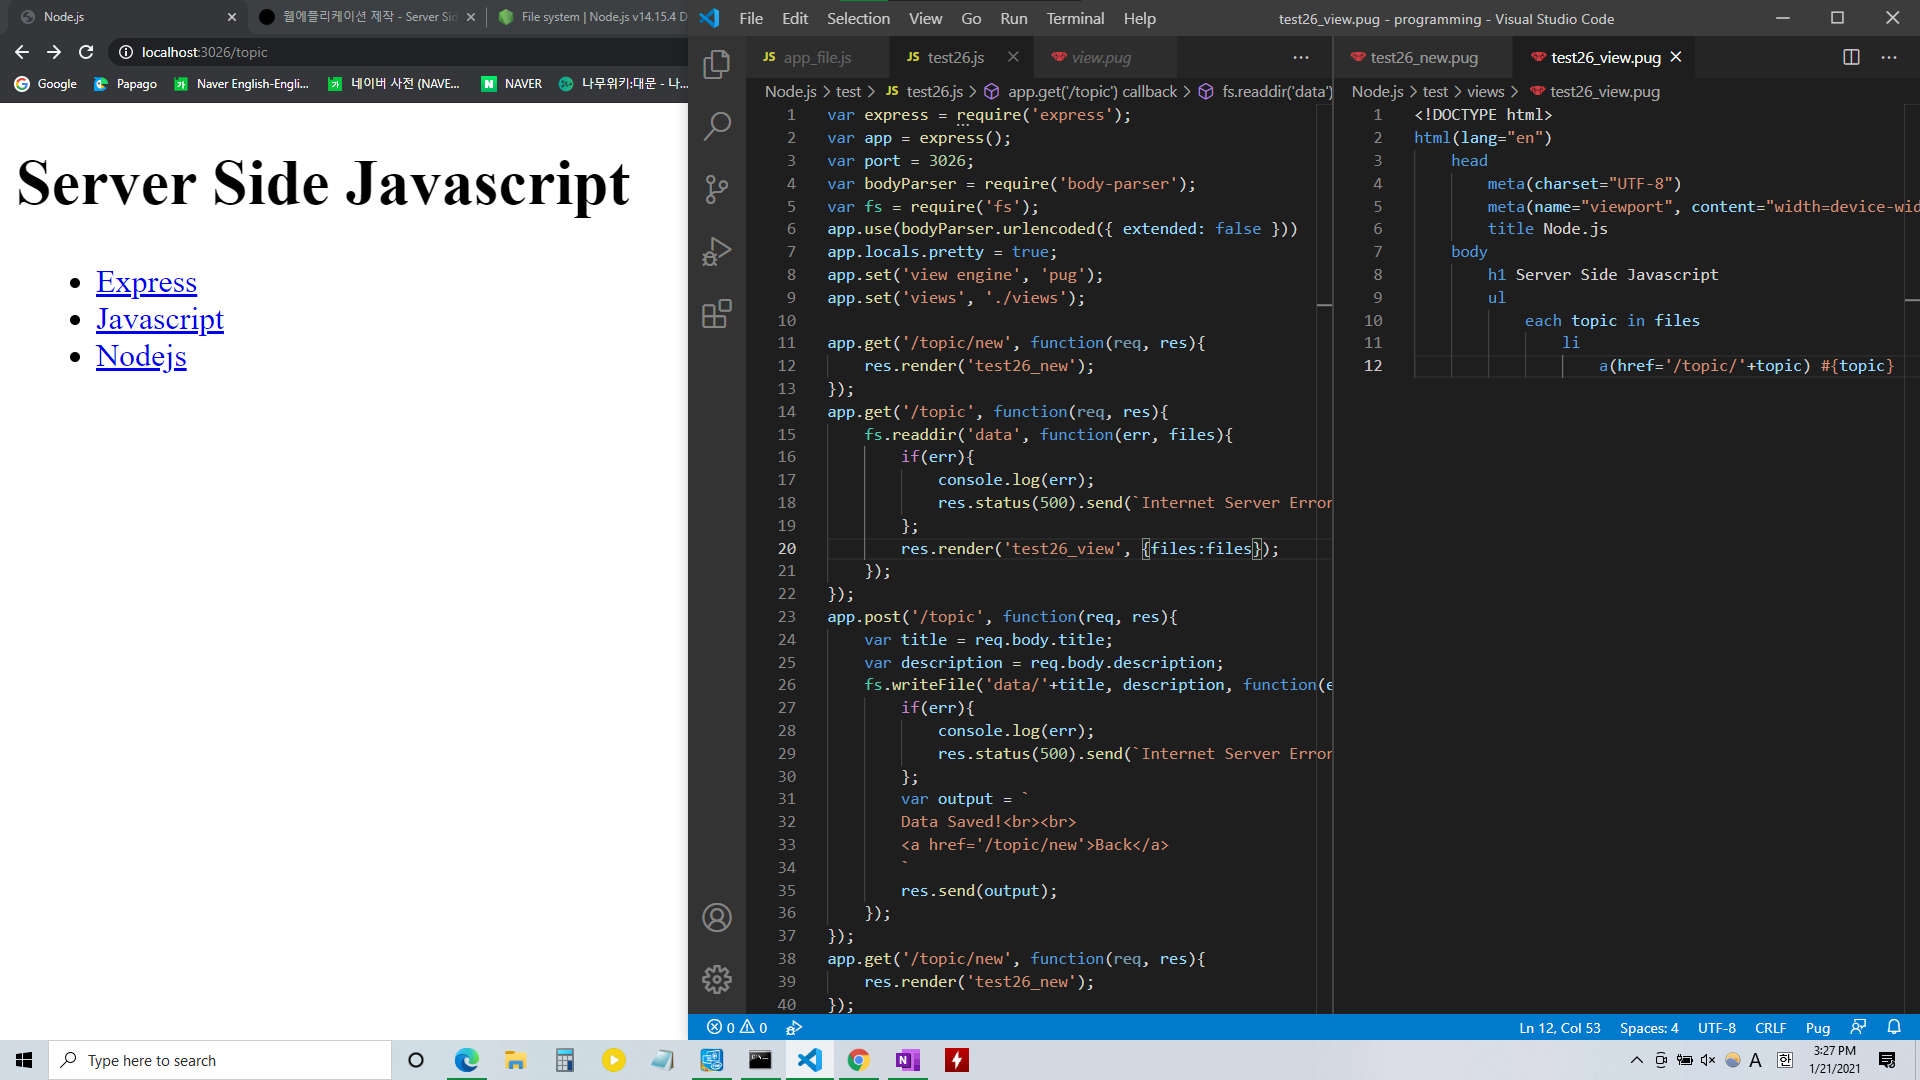 Node.js
웹애플리케이션 제작 - Server Sid
File system | Node.js v14.15.4 D
localhost:3026/topic
Google
Papago
Naver English-Engli...
네이버 사전 (NAVE...
NAVER
나무위키:대문 - 나...
Server Side Javascript
Express
Javascript
Nodejs
File Edit Selection View Go Run Terminal Help
test26_view.pug - programming - Visual Studio Code
JS app_file.js
JS test26.js
view.pug
Node.js > test > JS test26.js > app.get('/topic') callback > fs.readdir('data')
1 var express = require('express');
2 var app = express();
3 var port = 3026;
4 var bodyParser = require('body-parser');
5 var fs = require('fs');
6 app.use(bodyParser.urlencoded({ extended: false }))
7 app.locals.pretty = true;
8 app.set('view engine', 'pug');
9 app.set('views', './views');
10
11 app.get('/topic/new', function(req, res){
12 res.render('test26_new');
13 });
14 app.get('/topic', function(req, res){
15 fs.readdir('data', function(err, files){
16 if(err){
17 console.log(err);
18 res.status(500).send(`Internet Server Error
19 };
20 res.render('test26_view', {files:files});
21 });
22 });
23 app.post('/topic', function(req, res){
24 var title = req.body.title;
25 var description = req.body.description;
26 fs.writeFile('data/'+title, description, function(e
27 if(err){
28 console.log(err);
29 res.status(500).send(`Internet Server Error
30 };
31 var output = `
32 Data Saved!<br><br>
33 <a href='/topic/new'>Back</a>
34 `
35 res.send(output);
36 });
37 });
38 app.get('/topic/new', function(req, res){
39 res.render('test26_new');
40 });
test26_new.pug
test26_view.pug
Node.js > test > views > test26_view.pug
1 <!DOCTYPE html>
2 html(lang="en")
3 head
4 meta(charset="UTF-8")
5 meta(name="viewport", content="width=device-wid
6 title Node.js
7 body
8 h1 Server Side Javascript
9 ul
10 each topic in files
11 li
12 a(href='/topic/'+topic) #{topic}
0 0
Ln 12, Col 53
Spaces: 4
UTF-8
CRLF
Pug
Type here to search
A
한
3:27 PM
1/21/2021